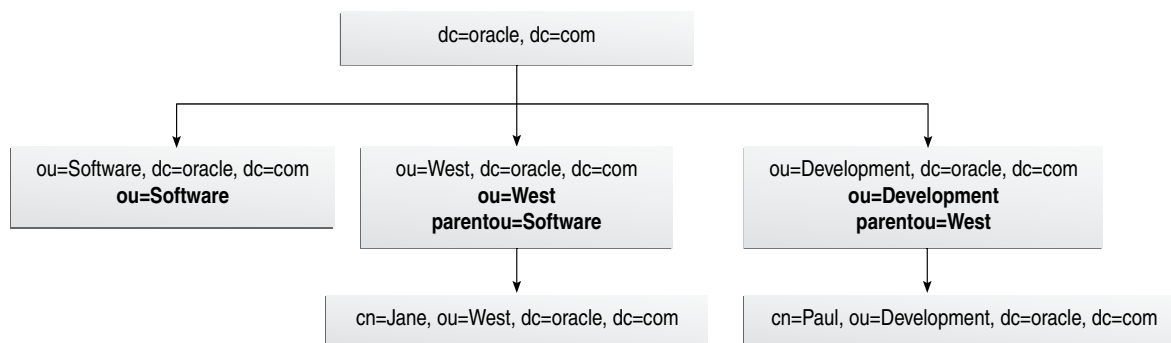 dc=oracle, dc=com
ou=Software, dc=oracle, dc=com
ou=Software
ou=West, dc=oracle, dc=com
ou=West
parentou=Software
ou=Development, dc=oracle, dc=com
ou=Development
parentou=West
cn=Jane, ou=West, dc=oracle, dc=com
cn=Paul, ou=Development, dc=oracle, dc=com